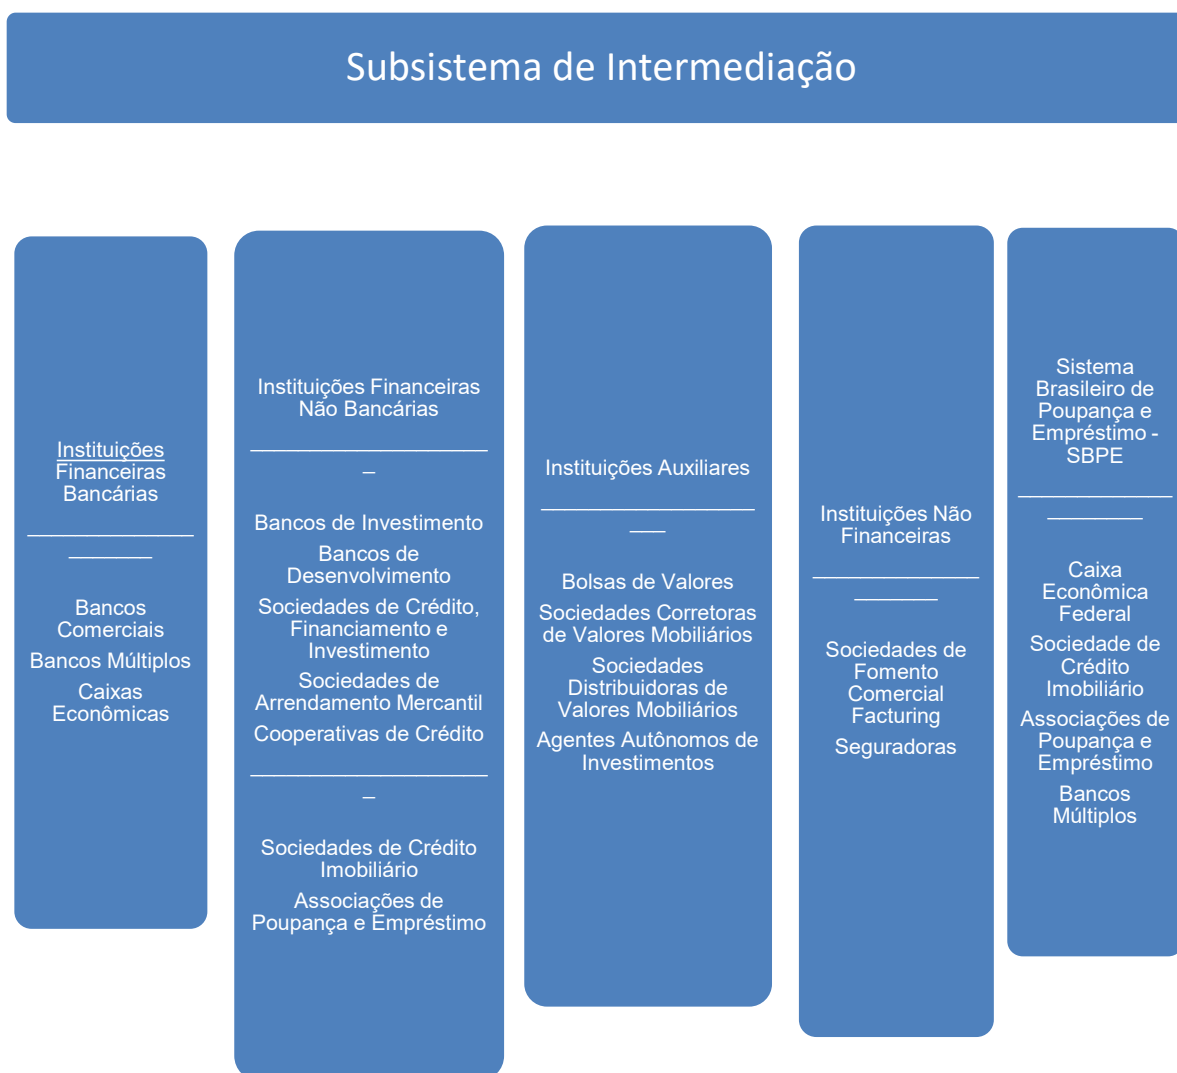 Subsistema de Intermediação
Instituições
Financeiras
Bancárias
Bancos
Comerciais
Bancos Múltiplos
Caixas
Econômicas
Instituições Financeiras
Não Bancárias
Bancos de Investimento
Bancos de
Desenvolvimento
Sociedades de Crédito,
Financiamento e
Investimento
Sociedades de
Arrendamento Mercantil
Cooperativas de Crédito
Sociedades de Crédito
Imobiliário
Associações de
Poupança e Empréstimo
Instituições Auxiliares
Bolsas de Valores
Sociedades Corretoras
de Valores Mobiliários
Sociedades
Distribuidoras de
Valores Mobiliários
Agentes Autônomos de
Investimentos
Instituições Não
Financeiras
Sociedades de
Fomento
Comercial
Facturing
Seguradoras
Sistema
Brasileiro de
Poupança e
Empréstimo -
SBPE
Caixa
Econômica
Federal
Sociedade de
Crédito
Imobiliário
Associações de
Poupança e
Empréstimo
Bancos
Múltiplos